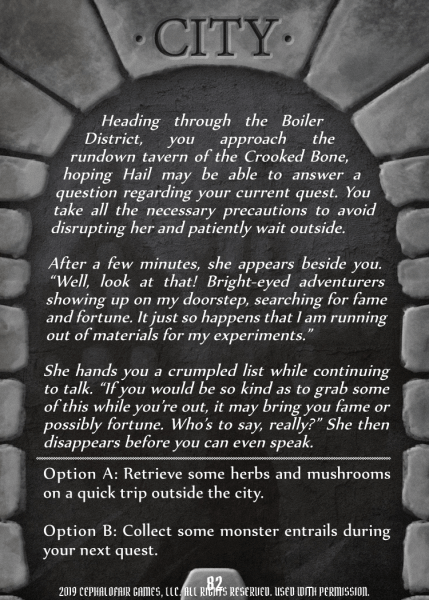 ·CITY·
Heading through the Boiler
District, you approach the
rundown tavern of the Crooked Bone,
hoping Hail may be able to answer a
question regarding your current quest. You
take all the necessary precautions to avoid
disrupting her and patiently wait outside.
After a few minutes, she appears beside you.
“Well, look at that! Bright-eyed adventurers
showing up on my doorstep, searching for fame
and fortune. It just so happens that I am running
out of materials for my experiments.”
She hands you a crumpled list while continuing
to talk. “If you would be so kind as to grab some
of this while you’re out, it may bring you fame or
possibly fortune. Who’s to say, really?” She then
disappears before you can even speak.
Option A: Retrieve some herbs and mushrooms
on a quick trip outside the city.
Option B: Collect some monster entrails during
your next quest.
82
2019 CEPHALOFAIR GAMES, LLC. ALL RIGHTS RESERVED. USED WITH PERMISSION.